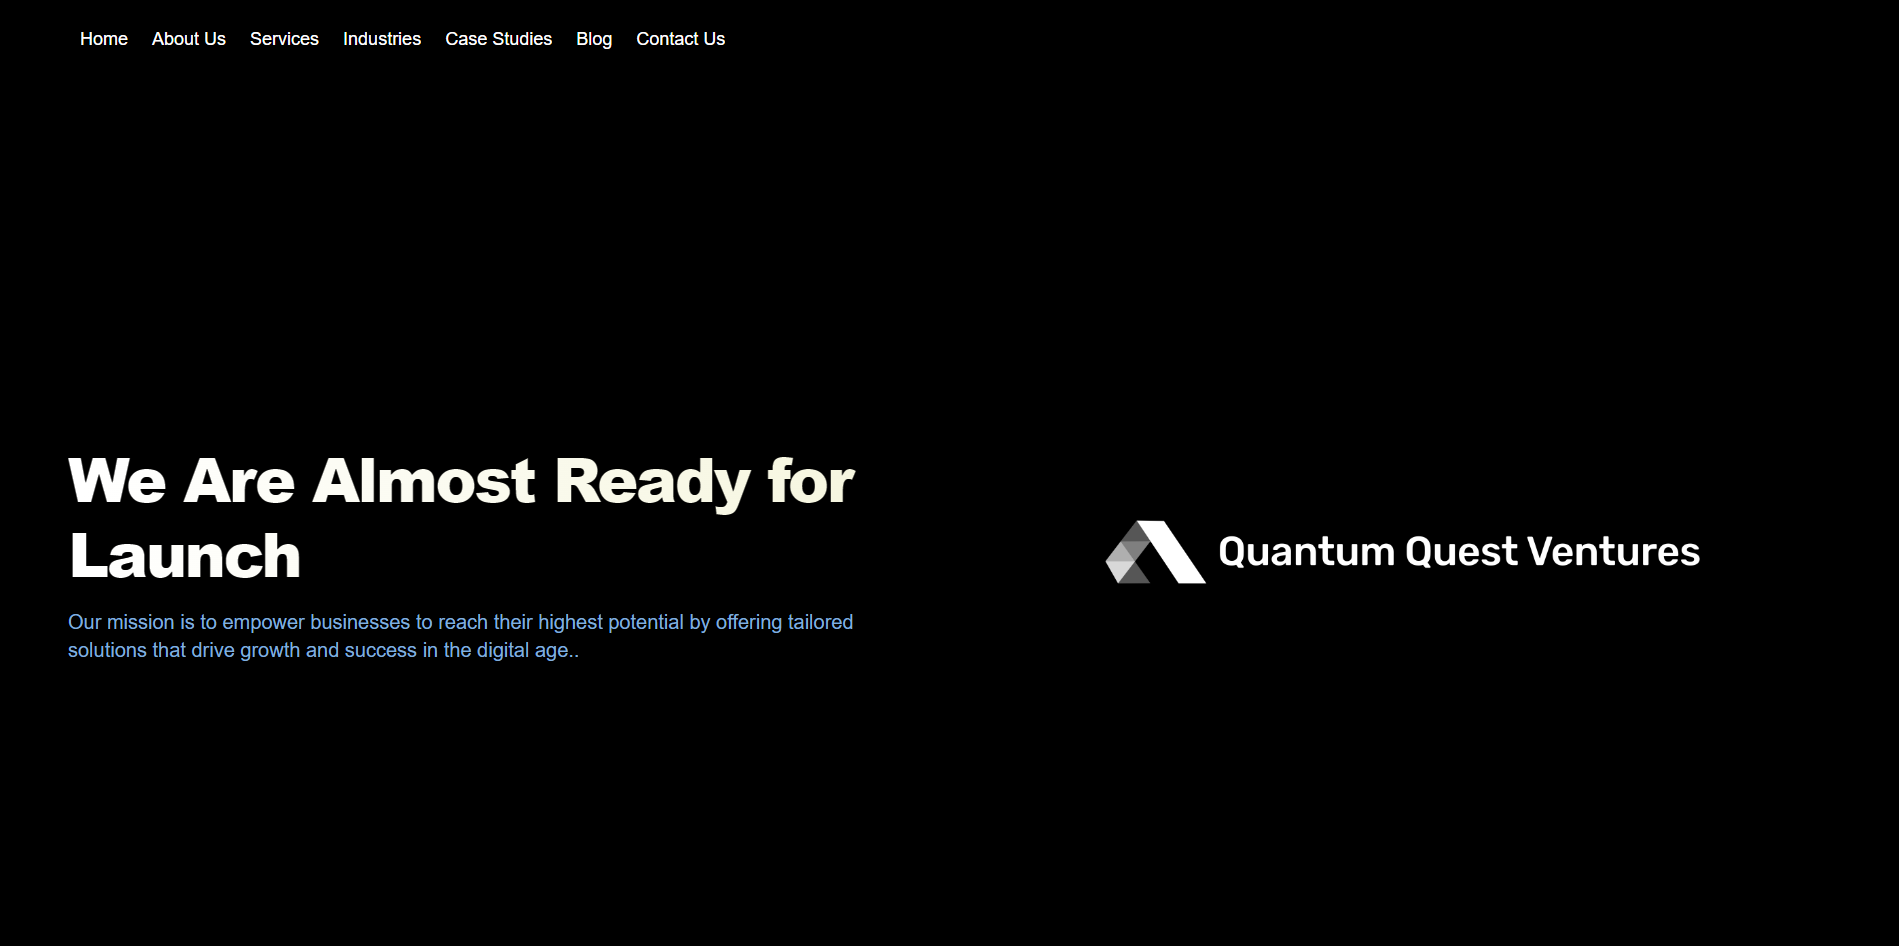 Home About Us Services Industries Case Studies Blog Contact Us
We Are Almost Ready for
Launch
Our mission is to empower businesses to reach their highest potential by offering tailored
solutions that drive growth and success in the digital age..
Quantum Quest Ventures